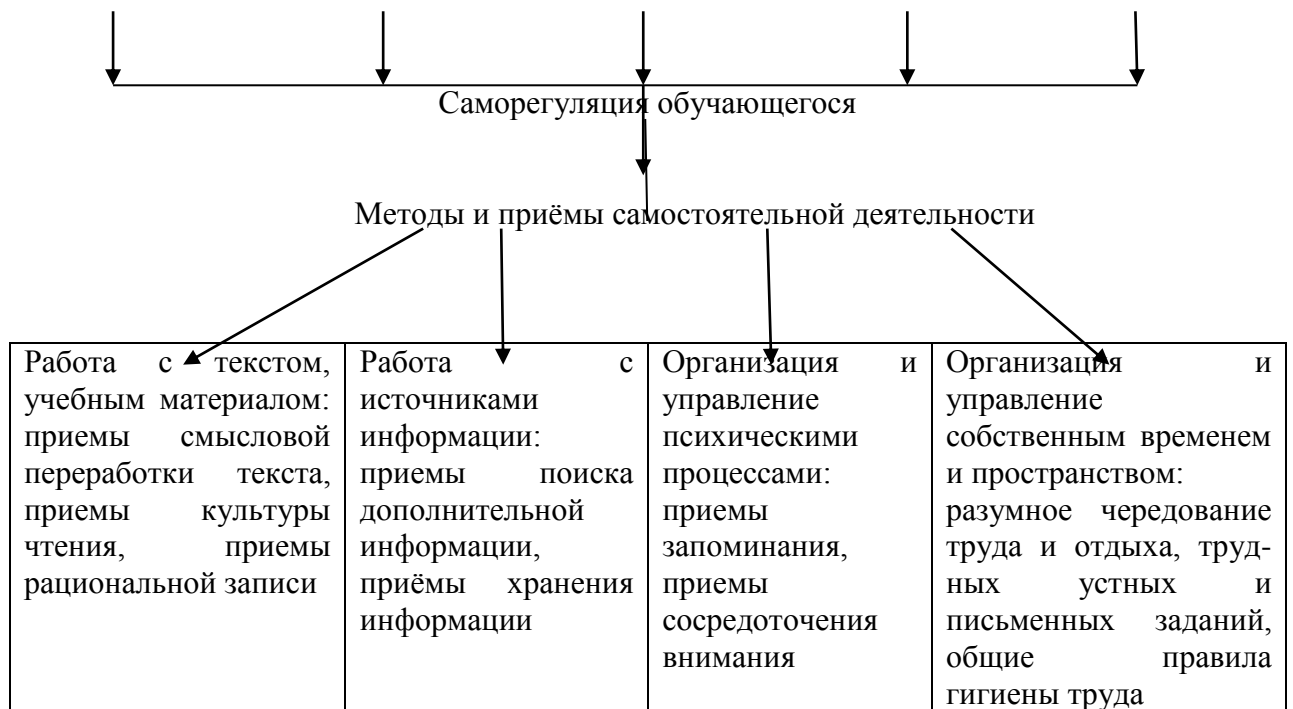 Саморегуляция обучающегося
Методы и приёмы самостоятельной деятельности
Работа с текстом,
учебным материалом:
приемы смысловой
переработки текста,
приемы культуры
чтения, приемы
рациональной записи
Работа с
источниками
информации:
приемы поиска
дополнительной
информации,
приёмы хранения
информации
Организация и
управление
психическими
процессами:
приемы
запоминания,
приемы
сосредоточения
внимания
Организация и
управление
собственным временем
и пространством:
разумное чередование
труда и отдыха, труд-
ных устных и
письменных заданий,
общие правила
гигиены труда